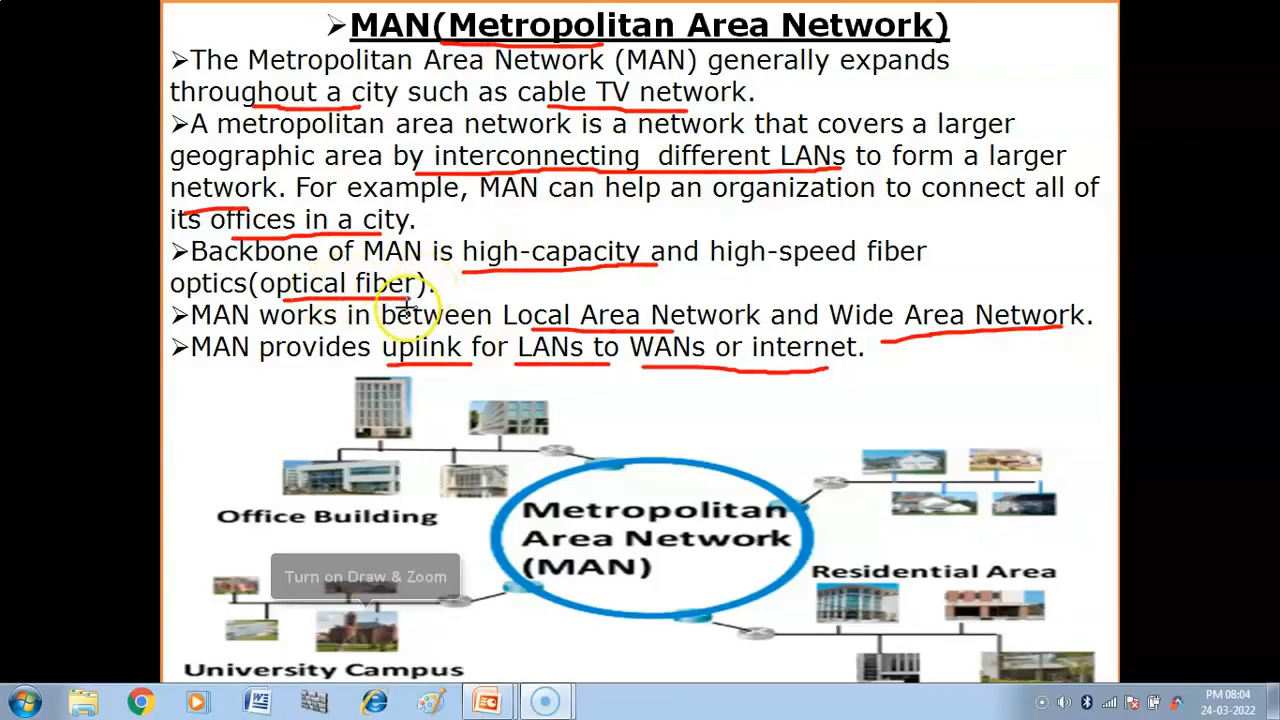 ➢MAN(Metropolitan Area Network)
➢The Metropolitan Area Network (MAN) generally expands
throughout a city such as cable TV network.
➢A metropolitan area network is a network that covers a larger
geographic area by interconnecting  different LANs to form a larger
network. For example, MAN can help an organization to connect all of
its offices in a city.
➢Backbone of MAN is high-capacity and high-speed fiber
optics(optical fiber).
➢MAN works in between Local Area Network and Wide Area Network.
➢MAN provides uplink for LANs to WANs or internet.
Metropolitan
Area Network
(MAN)
Office Building
Residential Area
Turn on Draw & Zoom
University Campus
PM 08:04
24-03-2022